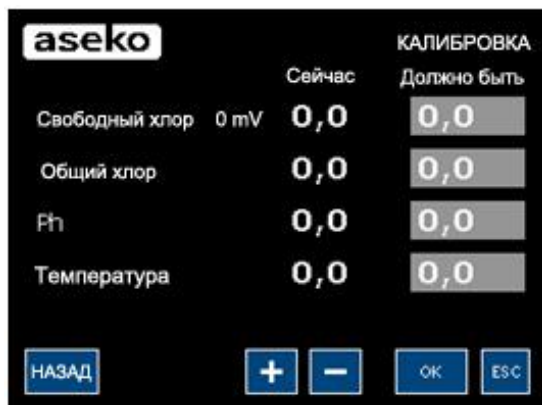 aseko КАЛИБРОВКА
Сейчас Должно быть
Свободный хлор 0 mV 0,0 0,0
Общий хлор 0,0 0,0
Ph 0,0 0,0
Температура 0,0 0,0
НАЗАД + − OK ESC